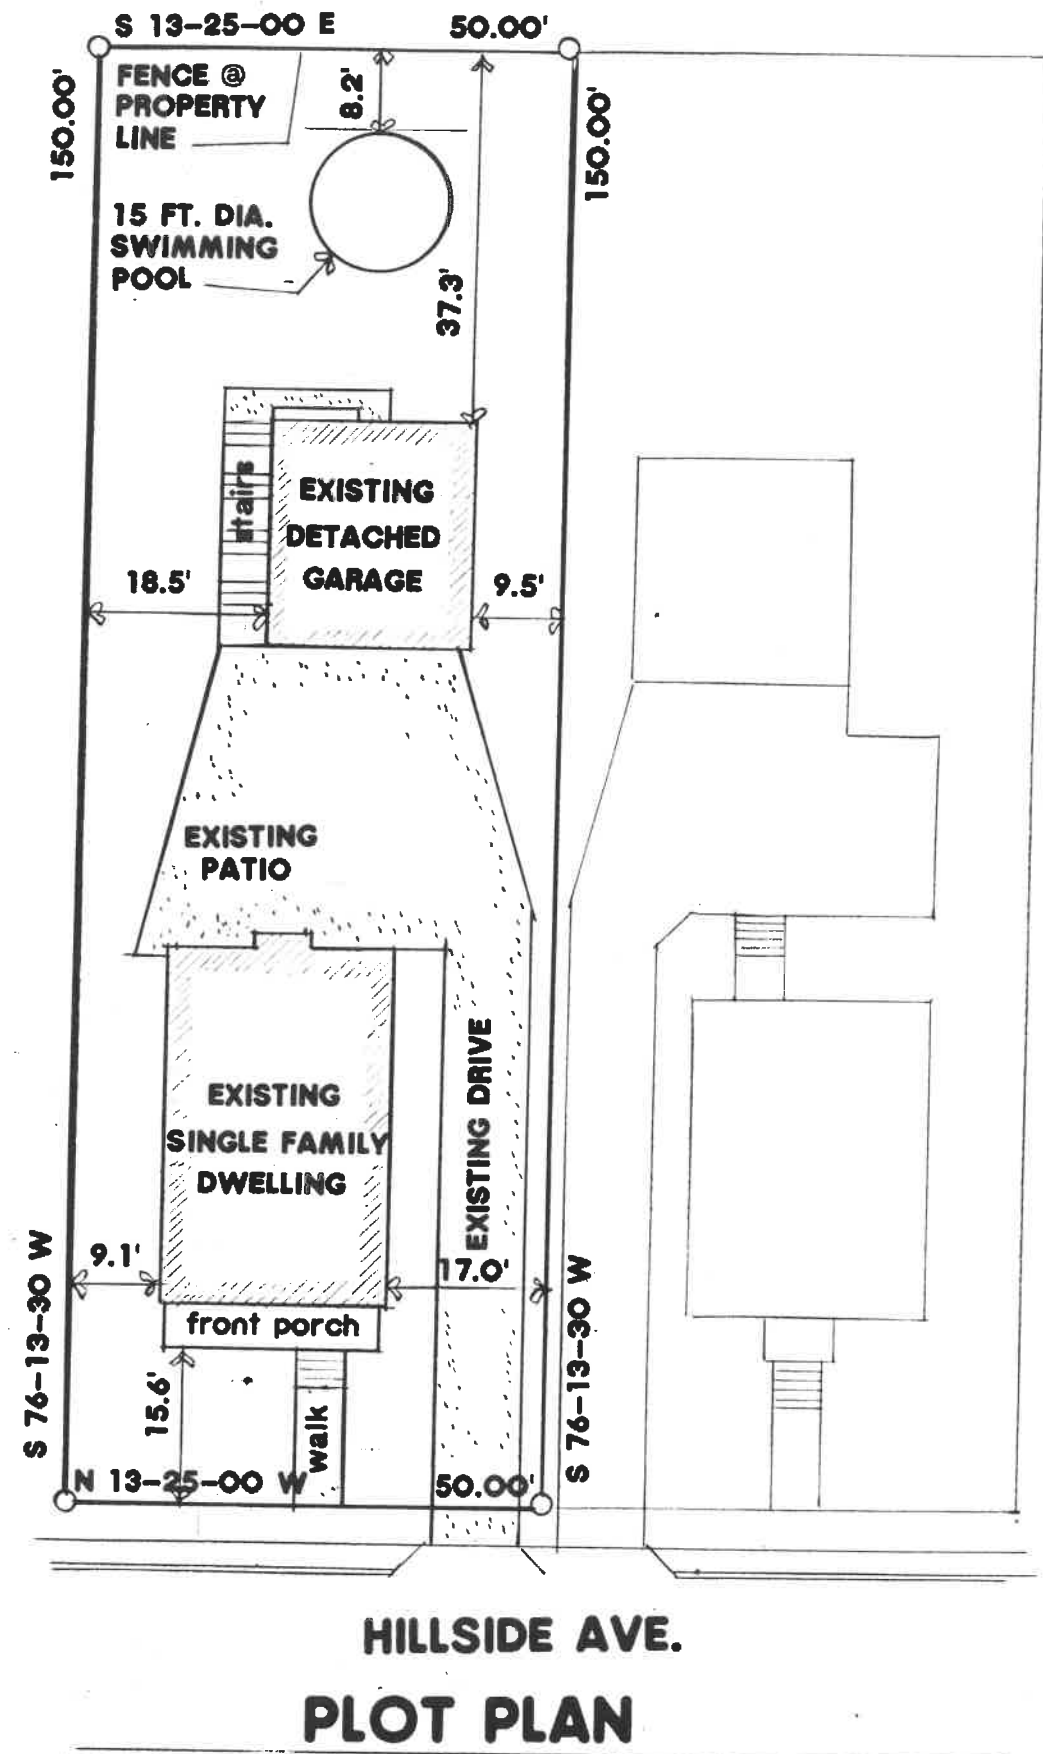 S 13-25-00 E
50.00'
150.00'
FENCE @
PROPERTY
LINE
8.2'
150.00'
15 FT. DIA.
SWIMMING
POOL
37.3'
stairs
EXISTING
DETACHED
GARAGE
18.5'
9.5'
EXISTING
PATIO
EXISTING DRIVE
EXISTING
SINGLE FAMILY
DWELLING
9.1'
17.0'
S 76-13-30 W
S 76-13-30 W
front porch
15.6'
walk
N 13-25-00 W
50.00'
HILLSIDE AVE.
PLOT PLAN